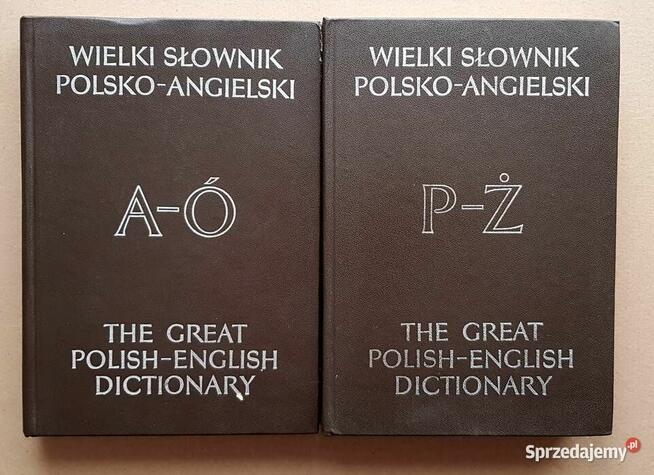 WIELKI SŁOWNIK
POLSKO-ANGIELSKI
A-Ó
THE GREAT
POLISH-ENGLISH
DICTIONARY
WIELKI SŁOWNIK
POLSKO-ANGIELSKI
P-Ż
THE GREAT
POLISH-ENGLISH
DICTIONARY
Sprzedajemy.pl